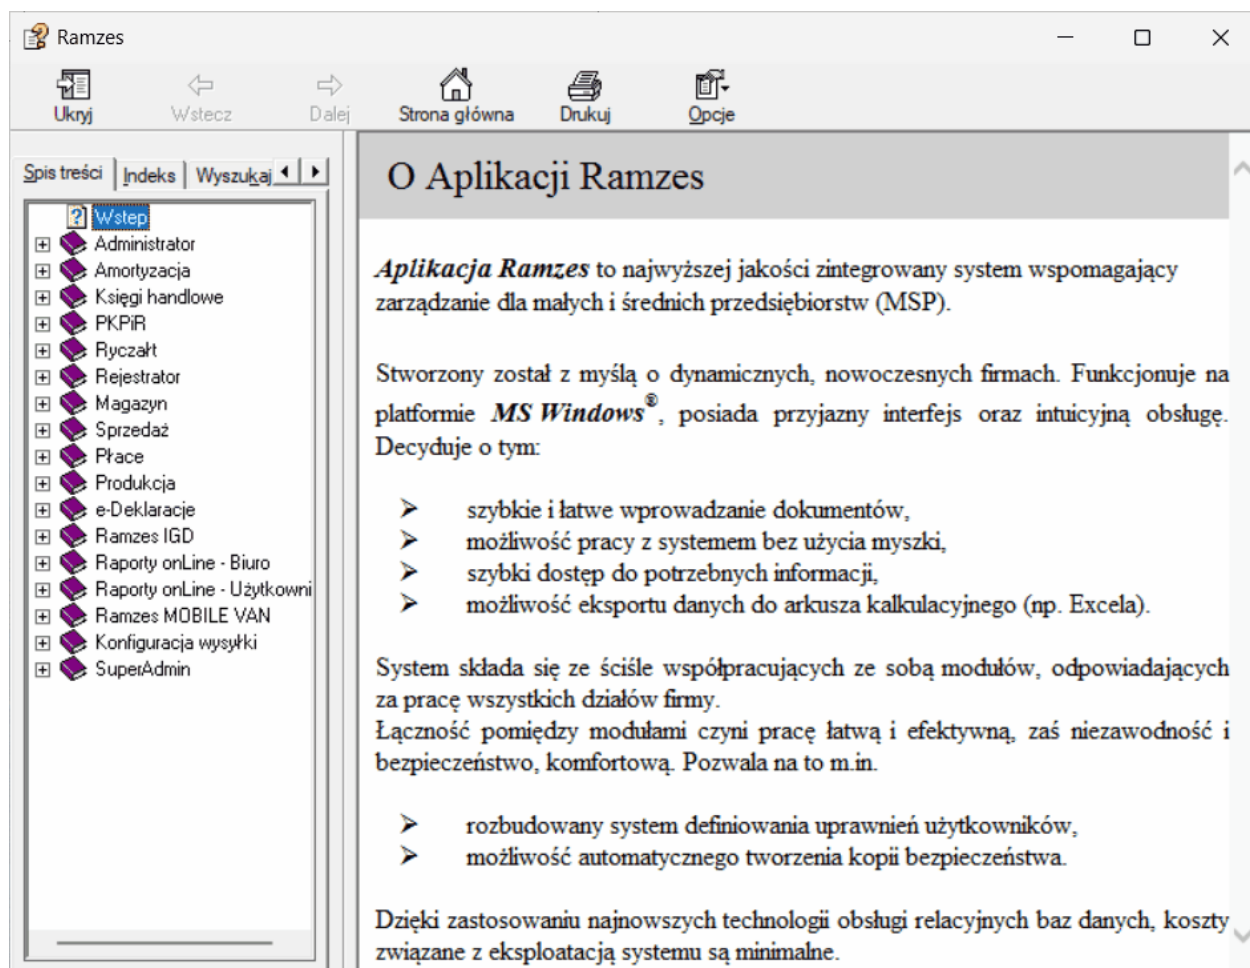 Ramzes
Ukryj
Wstecz
Dalej
Strona główna
Drukuj
Opcje
Spis treści
Indeks
Wyszukaj
Wstep
Administrator
Amortyzacja
Księgi handlowe
PKPiR
Ryczałt
Rejestrator
Magazyn
Sprzedaż
Płace
Produkcja
e-Deklaracje
Ramzes IGD
Raporty onLine - Biuro
Raporty onLine - Użytkowni
Ramzes MOBILE VAN
Konfiguracja wysyłki
SuperAdmin
O Aplikacji Ramzes
Aplikacja Ramzes to najwyższej jakości zintegrowany system wspomagający
zarządzanie dla małych i średnich przedsiębiorstw (MSP).
Stworzony został z myślą o dynamicznych, nowoczesnych firmach. Funkcjonuje na
platformie MS Windows®, posiada przyjazny interfejs oraz intuicyjną obsługę.
Decyduje o tym:
szybkie i łatwe wprowadzanie dokumentów,
możliwość pracy z systemem bez użycia myszki,
szybki dostęp do potrzebnych informacji,
możliwość eksportu danych do arkusza kalkulacyjnego (np. Excela).
System składa się ze ściśle współpracujących ze sobą modułów, odpowiadających
za pracę wszystkich działów firmy.
Łączność pomiędzy modułami czyni pracę łatwą i efektywną, zaś niezawodność i
bezpieczeństwo, komfortową. Pozwala na to m.in.
rozbudowany system definiowania uprawnień użytkowników,
możliwość automatycznego tworzenia kopii bezpieczeństwa.
Dzięki zastosowaniu najnowszych technologii obsługi relacyjnych baz danych, koszty
związane z eksploatacją systemu są minimalne.